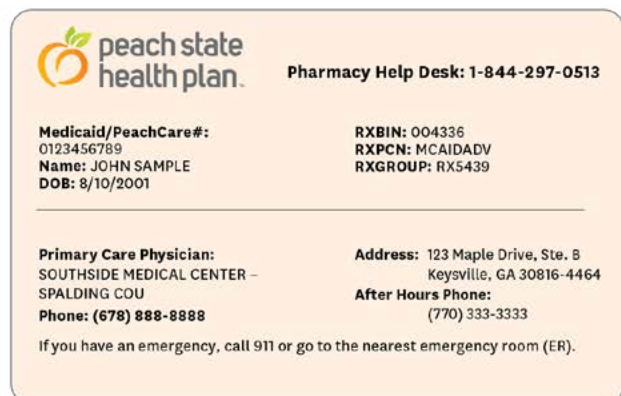 peach state
health plan.
Pharmacy Help Desk: 1-844-297-0513
Medicaid/PeachCare#:
0123456789
Name: JOHN SAMPLE
DOB: 8/10/2001
RXBIN: 004336
RXPCN: MCAIDADV
RXGROUP: RX5439
Primary Care Physician:
SOUTHSIDE MEDICAL CENTER –
SPALDING COU
Phone: (678) 888-8888
Address: 123 Maple Drive, Ste. B
Keysville, GA 30816-4464
After Hours Phone:
(770) 333-3333
If you have an emergency, call 911 or go to the nearest emergency room (ER).